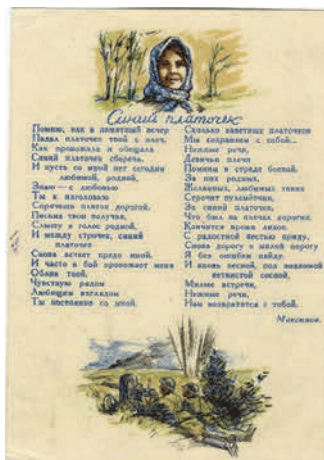 Синий платочек
Помню, как в памятный вечер
Падал платочек твой с плеч,
Как провожала и обещала
Синий платочек сберечь.
И пусть со мной нет сегодня
любимой, родной,
Знаю — с любовью
Ты к изголовью
Прячешь платок дорогой.
Письма твои получая,
Слышу я голос родной,
И между строчек, синий
платочек
Снова встает предо мной.
И часто в бой провожает меня
Облик твой,
Чувствую рядом
Любящим взглядом
Ты постоянно со мной.
Сколько заветных платочков
Мы сохраняем с собой...
Нежные речи,
Девичьи плечи
Помним в страде боевой.
За них родных,
Желанных, любимых таких
Строчит пулеметчик,
За синий платочек,
Что был на плечах дорогих.
Кончится время лихое.
С радостной вестью приду,
Снова дорогу к милой порогу
Я без ошибки найду.
И вновь весной, под знакомой
ветвистой сосной,
Милые встречи,
Нежные речи,
Нам возвратятся с тобой.
Максимов.